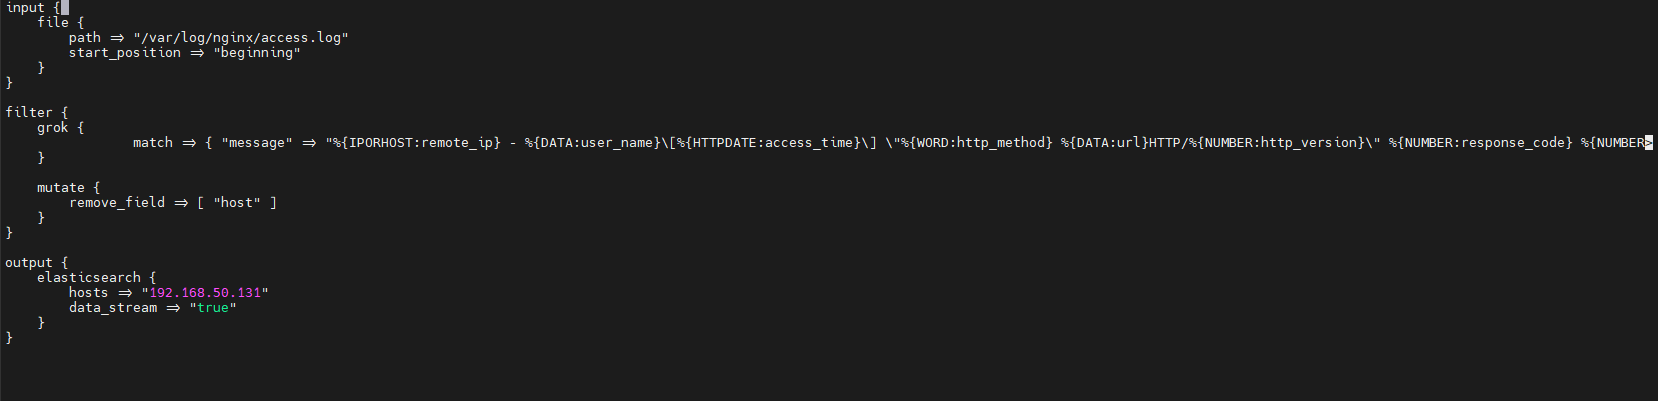 input {
    file {
        path => "/var/log/nginx/access.log"
        start_position => "beginning"
    }
}

filter {
    grok {
                match => { "message" => "%{IPORHOST:remote_ip} - %{DATA:user_name}\[%{HTTPDATE:access_time}\] \"%{WORD:http_method} %{DATA:url}HTTP/%{NUMBER:http_version}\" %{NUMBER:response_code} %{NUMBER>
    }

    mutate {
        remove_field => [ "host" ]
    }
}

output {
    elasticsearch {
        hosts => "192.168.50.131"
        data_stream => "true"
    }
}